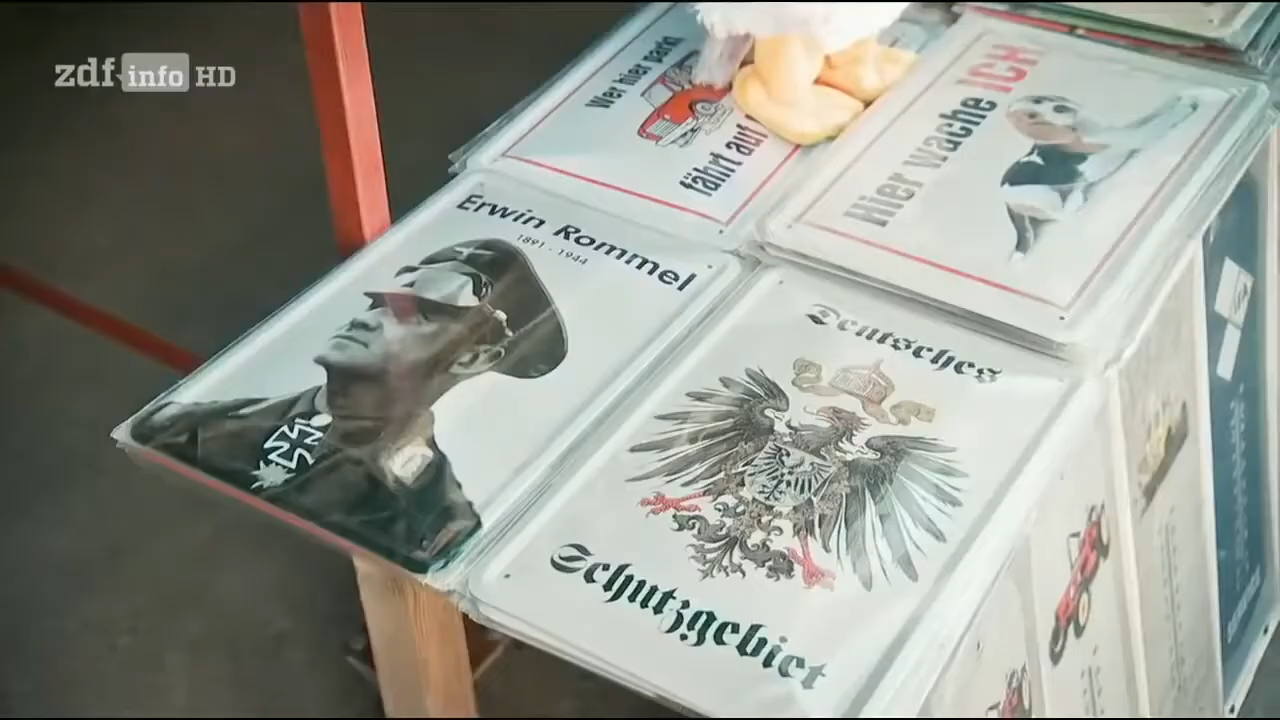 zdf info HD
Wer hier parkt
fährt auf
Hier wache ICH
Erwin Rommel
1891 - 1944
Deutsches
Schutzgebiet